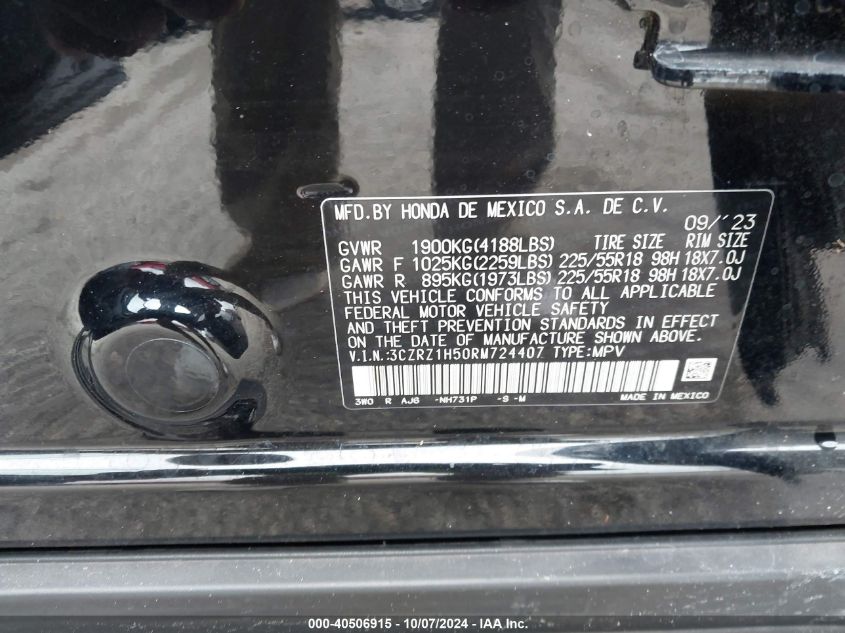 MFD.BY HONDA DE MEXICO S.A. DE C.V.
09/'23
GVWR 1900KG(4188LBS) TIRE SIZE RIM SIZE
GAWR F 1025KG(2259LBS) 225/55R18 98H 18X7.0J
GAWR R 895KG(1973LBS) 225/55R18 98H 18X7.0J
THIS VEHICLE CONFORMS TO ALL APPLICABLE
FEDERAL MOTOR VEHICLE SAFETY
AND THEFT PREVENTION STANDARDS IN EFFECT
ON THE DATE OF MANUFACTURE SHOWN ABOVE.
V.I.N.:3CZRZ1H50RM724407 TYPE:MPV
3W0 R AJ6 -NH731P -S -M MADE IN MEXICO
000-40506915 - 10/07/2024 - IAA Inc.